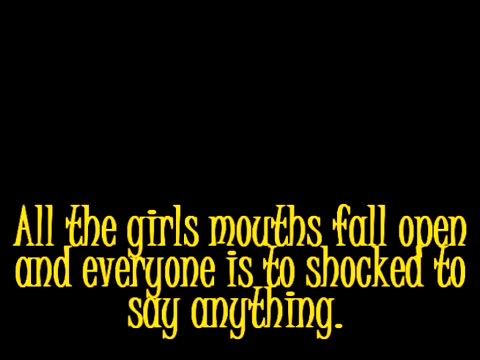 All the girls mouths fall open
and everyone is to shocked to
say anything.